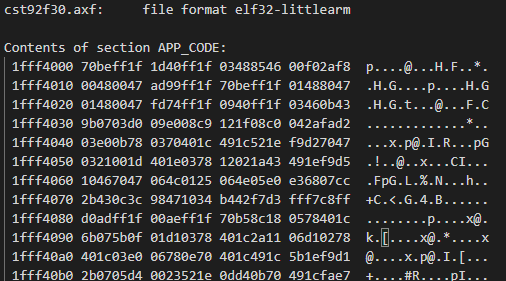 cst92f30.axf:     file format elf32-littlearm

Contents of section APP_CODE:
 1fff4000 70beff1f 1d40ff1f 03488546 00f02af8  p....@...H.F..*.
 1fff4010 00480047 ad99ff1f 70beff1f 01488047  .H.G....p....H.G
 1fff4020 01480047 fd74ff1f 0940ff1f 03460b43  .H.G.t...@...F.C
 1fff4030 9b0703d0 09e008c9 121f08c0 042afad2  .............*..
 1fff4040 03e00b78 0370401c 491c521e f9d27047  ...x.p@.I.R...pG
 1fff4050 0321001d 401e0378 12021a43 491ef9d5  .!..@..x...CI...
 1fff4060 10467047 064c0125 064e05e0 e36807cc  .FpG.L.%.N...h..
 1fff4070 2b430c3c 98471034 b442f7d3 fff7c8ff  +C.<.G.4.B......
 1fff4080 d0adff1f 00aeff1f 70b58c18 0578401c  ........p....x@.
 1fff4090 6b075b0f 01d10378 401c2a11 06d10278  k.[....x@.*....x
 1fff40a0 401c03e0 06780e70 401c491c 5b1ef9d1  @....x.p@.I.[...
 1fff40b0 2b0705d4 0023521e 0dd40b70 491cfae7  +....#R....pI...